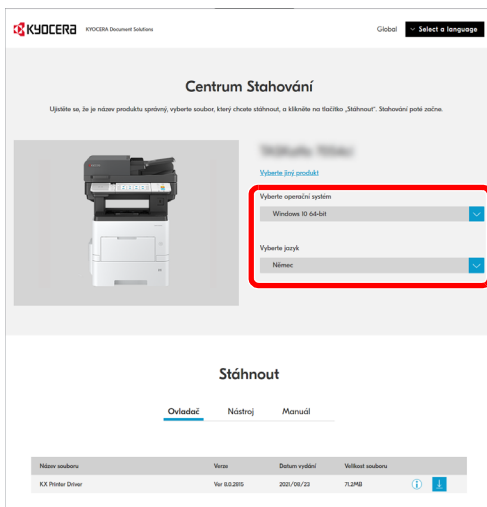 KYOCERA KYOCERA Document Solutions Global Select a language
Centrum Stahování
Ujistěte se, že je název produktu správný, vyberte soubor, který chcete stáhnout, a klikněte na tlačítko „Stáhnout". Stahování poté začne.
Vyberte jiný produkt
Vyberte operační systém
Windows 10 64-bit
Vyberte jazyk
Němec
Stáhnout
Ovladač Nástroj Manuál
Název souboru Verze Datum vydání Velikost souboru
KX Printer Driver Ver 8.0.2815 2021/08/23 71.2MB